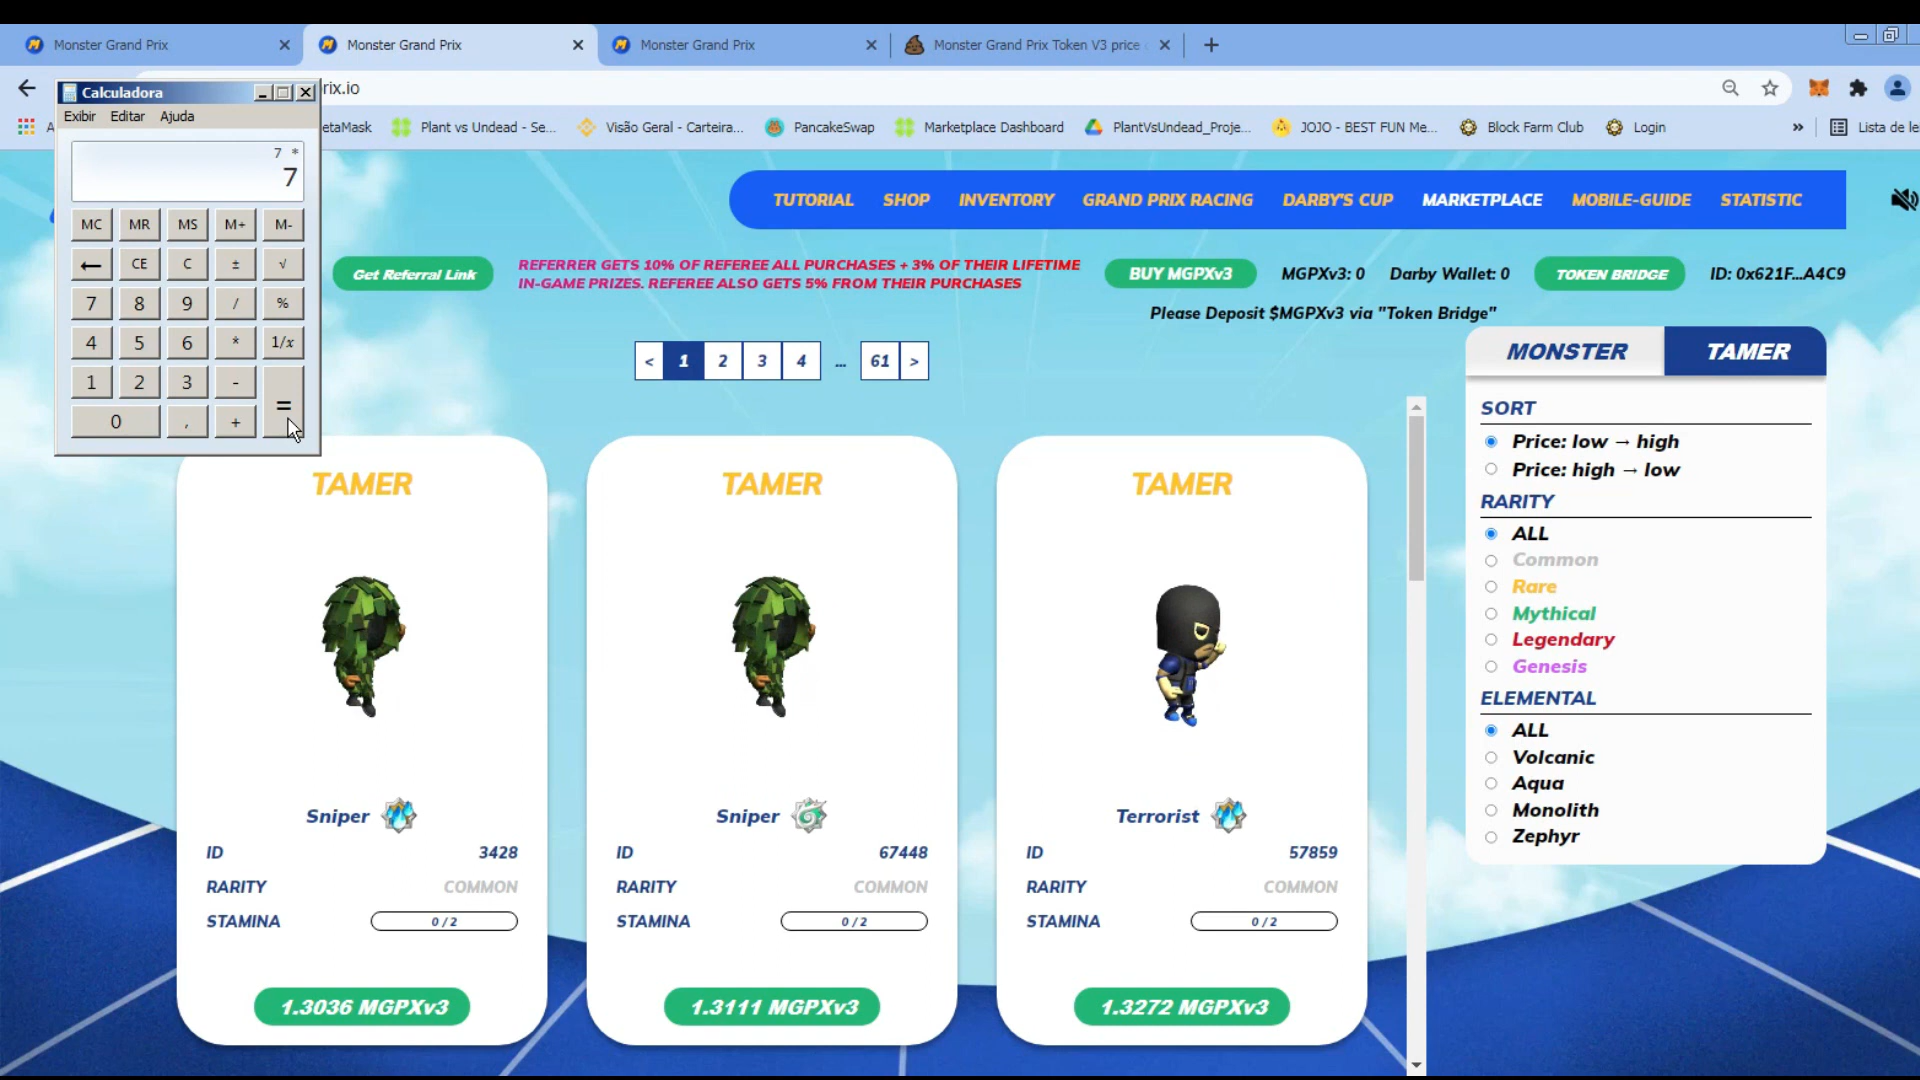 Monster Grand Prix
Monster Grand Prix
Monster Grand Prix
Monster Grand Prix Token V3 price
rix.io
etaMask
Plant vs Undead - Se...
Visão Geral - Carteira...
PancakeSwap
Marketplace Dashboard
PlantVsUndead_Proje...
JOJO - BEST FUN Me...
Block Farm Club
Login
»
Lista de le
Calculadora
Exibir Editar Ajuda
7 *
7
MC MR MS M+ M-
← CE C ± √
7 8 9 / %
4 5 6 * 1/x
1 2 3 - =
0 , +
TUTORIAL SHOP INVENTORY GRAND PRIX RACING DARBY'S CUP MARKETPLACE MOBILE-GUIDE STATISTIC
Get Referral Link
REFERRER GETS 10% OF REFEREE ALL PURCHASES + 3% OF THEIR LIFETIME
IN-GAME PRIZES. REFEREE ALSO GETS 5% FROM THEIR PURCHASES
BUY MGPXv3
MGPXv3: 0
Darby Wallet: 0
TOKEN BRIDGE
ID: 0x621F...A4C9
Please Deposit $MGPXv3 via "Token Bridge"
< 1 2 3 4 ... 61 >
MONSTER TAMER
SORT
Price: low → high
Price: high → low
RARITY
ALL
Common
Rare
Mythical
Legendary
Genesis
ELEMENTAL
ALL
Volcanic
Aqua
Monolith
Zephyr
TAMER
Sniper
ID 3428
RARITY COMMON
STAMINA 0 / 2
1.3036 MGPXv3
TAMER
Sniper
ID 67448
RARITY COMMON
STAMINA 0 / 2
1.3111 MGPXv3
TAMER
Terrorist
ID 57859
RARITY COMMON
STAMINA 0 / 2
1.3272 MGPXv3